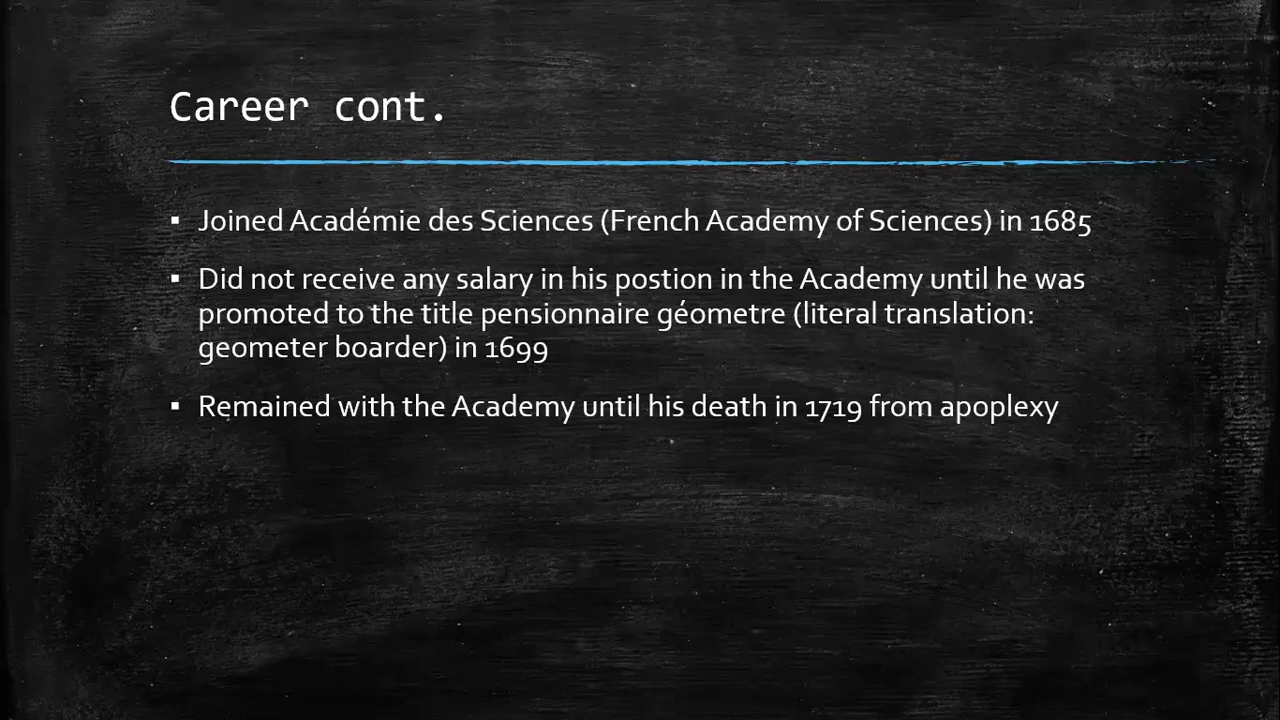 Career cont.
▪ Joined Académie des Sciences (French Academy of Sciences) in 1685
▪ Did not receive any salary in his postion in the Academy until he was
promoted to the title pensionnaire géometre (literal translation:
geometer boarder) in 1699
▪ Remained with the Academy until his death in 1719 from apoplexy